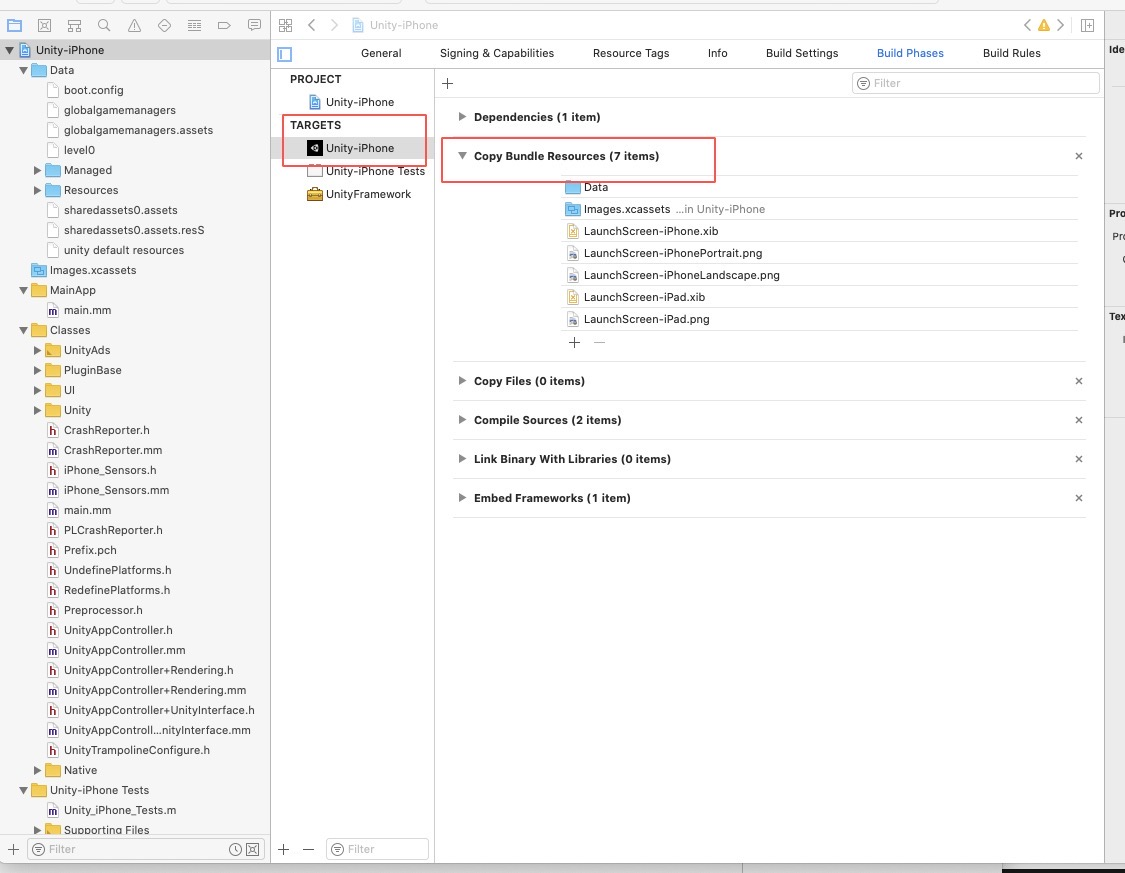 Unity-iPhone
Data
boot.config
globalgamemanagers
globalgamemanagers.assets
level0
Managed
Resources
sharedassets0.assets
sharedassets0.assets.resS
unity default resources
Images.xcassets
MainApp
main.mm
Classes
UnityAds
PluginBase
UI
Unity
CrashReporter.h
CrashReporter.mm
iPhone_Sensors.h
iPhone_Sensors.mm
main.mm
PLCrashReporter.h
Prefix.pch
UndefinePlatforms.h
RedefinePlatforms.h
Preprocessor.h
UnityAppController.h
UnityAppController.mm
UnityAppController+Rendering.h
UnityAppController+Rendering.mm
UnityAppController+UnityInterface.h
UnityAppControll...nityInterface.mm
UnityTrampolineConfigure.h
Native
Unity-iPhone Tests
Unity_iPhone_Tests.m
Supporting Files
Filter
Unity-iPhone
General Signing & Capabilities Resource Tags Info Build Settings Build Phases Build Rules
PROJECT
Unity-iPhone
TARGETS
Unity-iPhone
Unity-iPhone Tests
UnityFramework
Filter
Filter
Dependencies (1 item)
Copy Bundle Resources (7 items)
Data
Images.xcassets ...in Unity-iPhone
LaunchScreen-iPhone.xib
LaunchScreen-iPhonePortrait.png
LaunchScreen-iPhoneLandscape.png
LaunchScreen-iPad.xib
LaunchScreen-iPad.png
Copy Files (0 items)
Compile Sources (2 items)
Link Binary With Libraries (0 items)
Embed Frameworks (1 item)